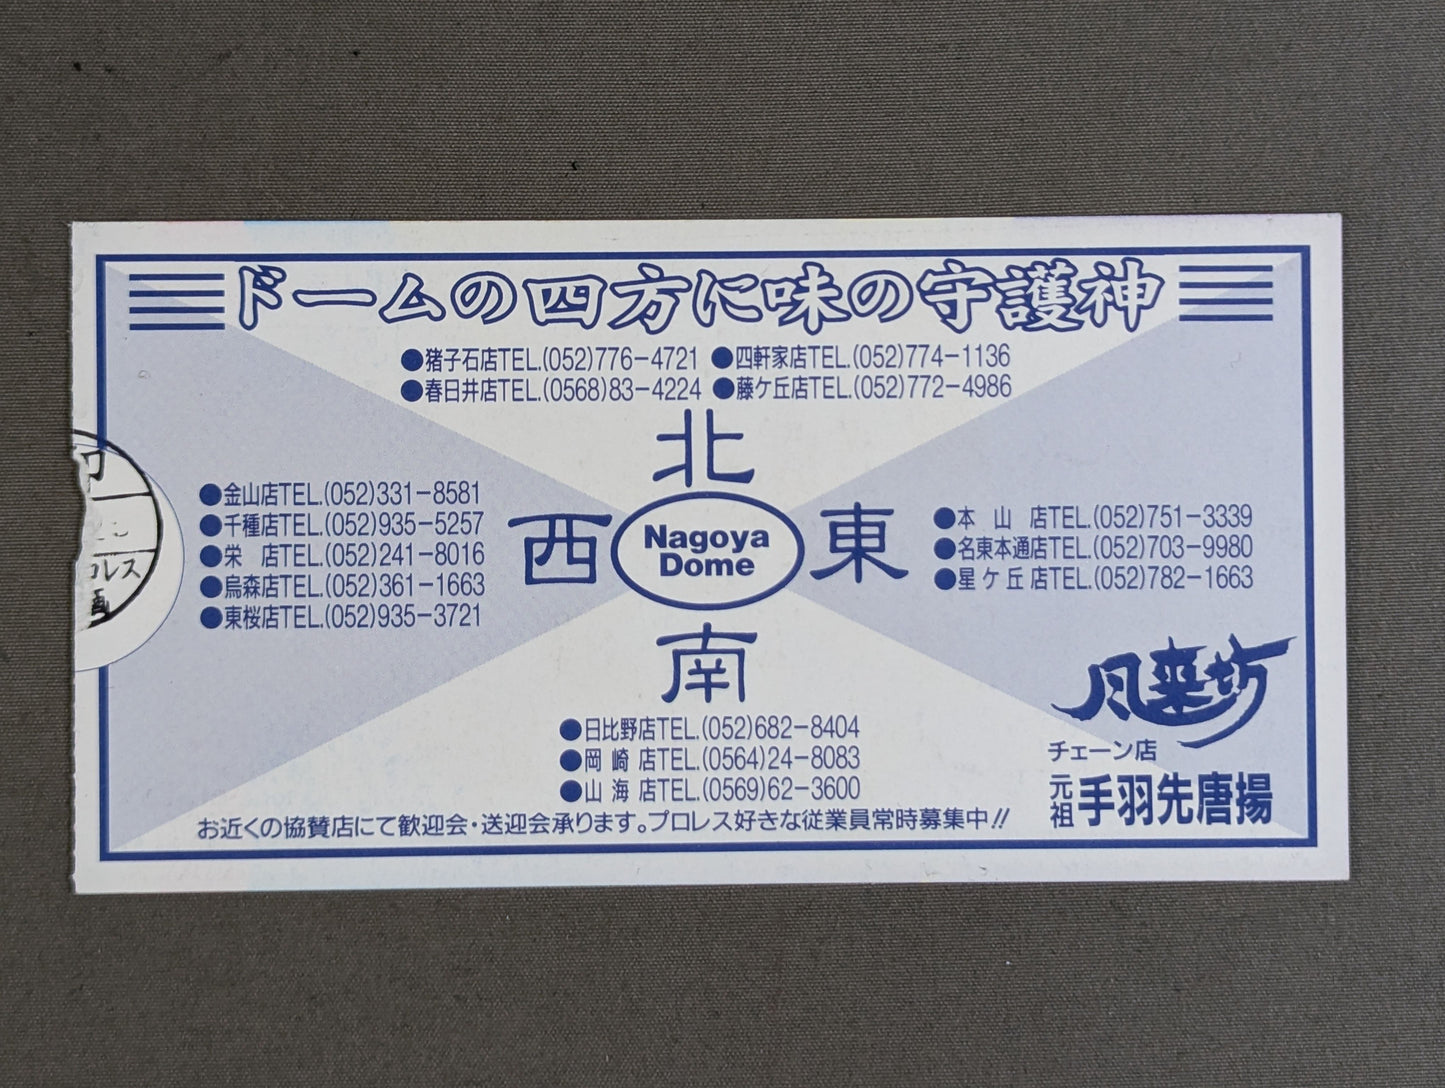 ドームの四方に味の守護神
●猪子石店TEL.(052)776-4721 ●四軒家店TEL.(052)774-1136
●春日井店TEL.(0568)83-4224 ●藤ケ丘店TEL.(052)772-4986
北
●金山店TEL.(052)331-8581
●千種店TEL.(052)935-5257
●栄 店TEL.(052)241-8016
●烏森店TEL.(052)361-1663
●東桜店TEL.(052)935-3721
西
Nagoya
Dome
東
●本 山 店TEL.(052)751-3339
●名東本通店TEL.(052)703-9980
●星ケ丘店TEL.(052)782-1663
南
●日比野店TEL.(052)682-8404
●岡崎 店TEL.(0564)24-8083
●山海 店TEL.(0569)62-3600
お近くの協賛店にて歓迎会・送迎会承ります。プロレス好きな従業員常時募集中!!
風来坊
チェーン店
元祖手羽先唐揚
ロレス